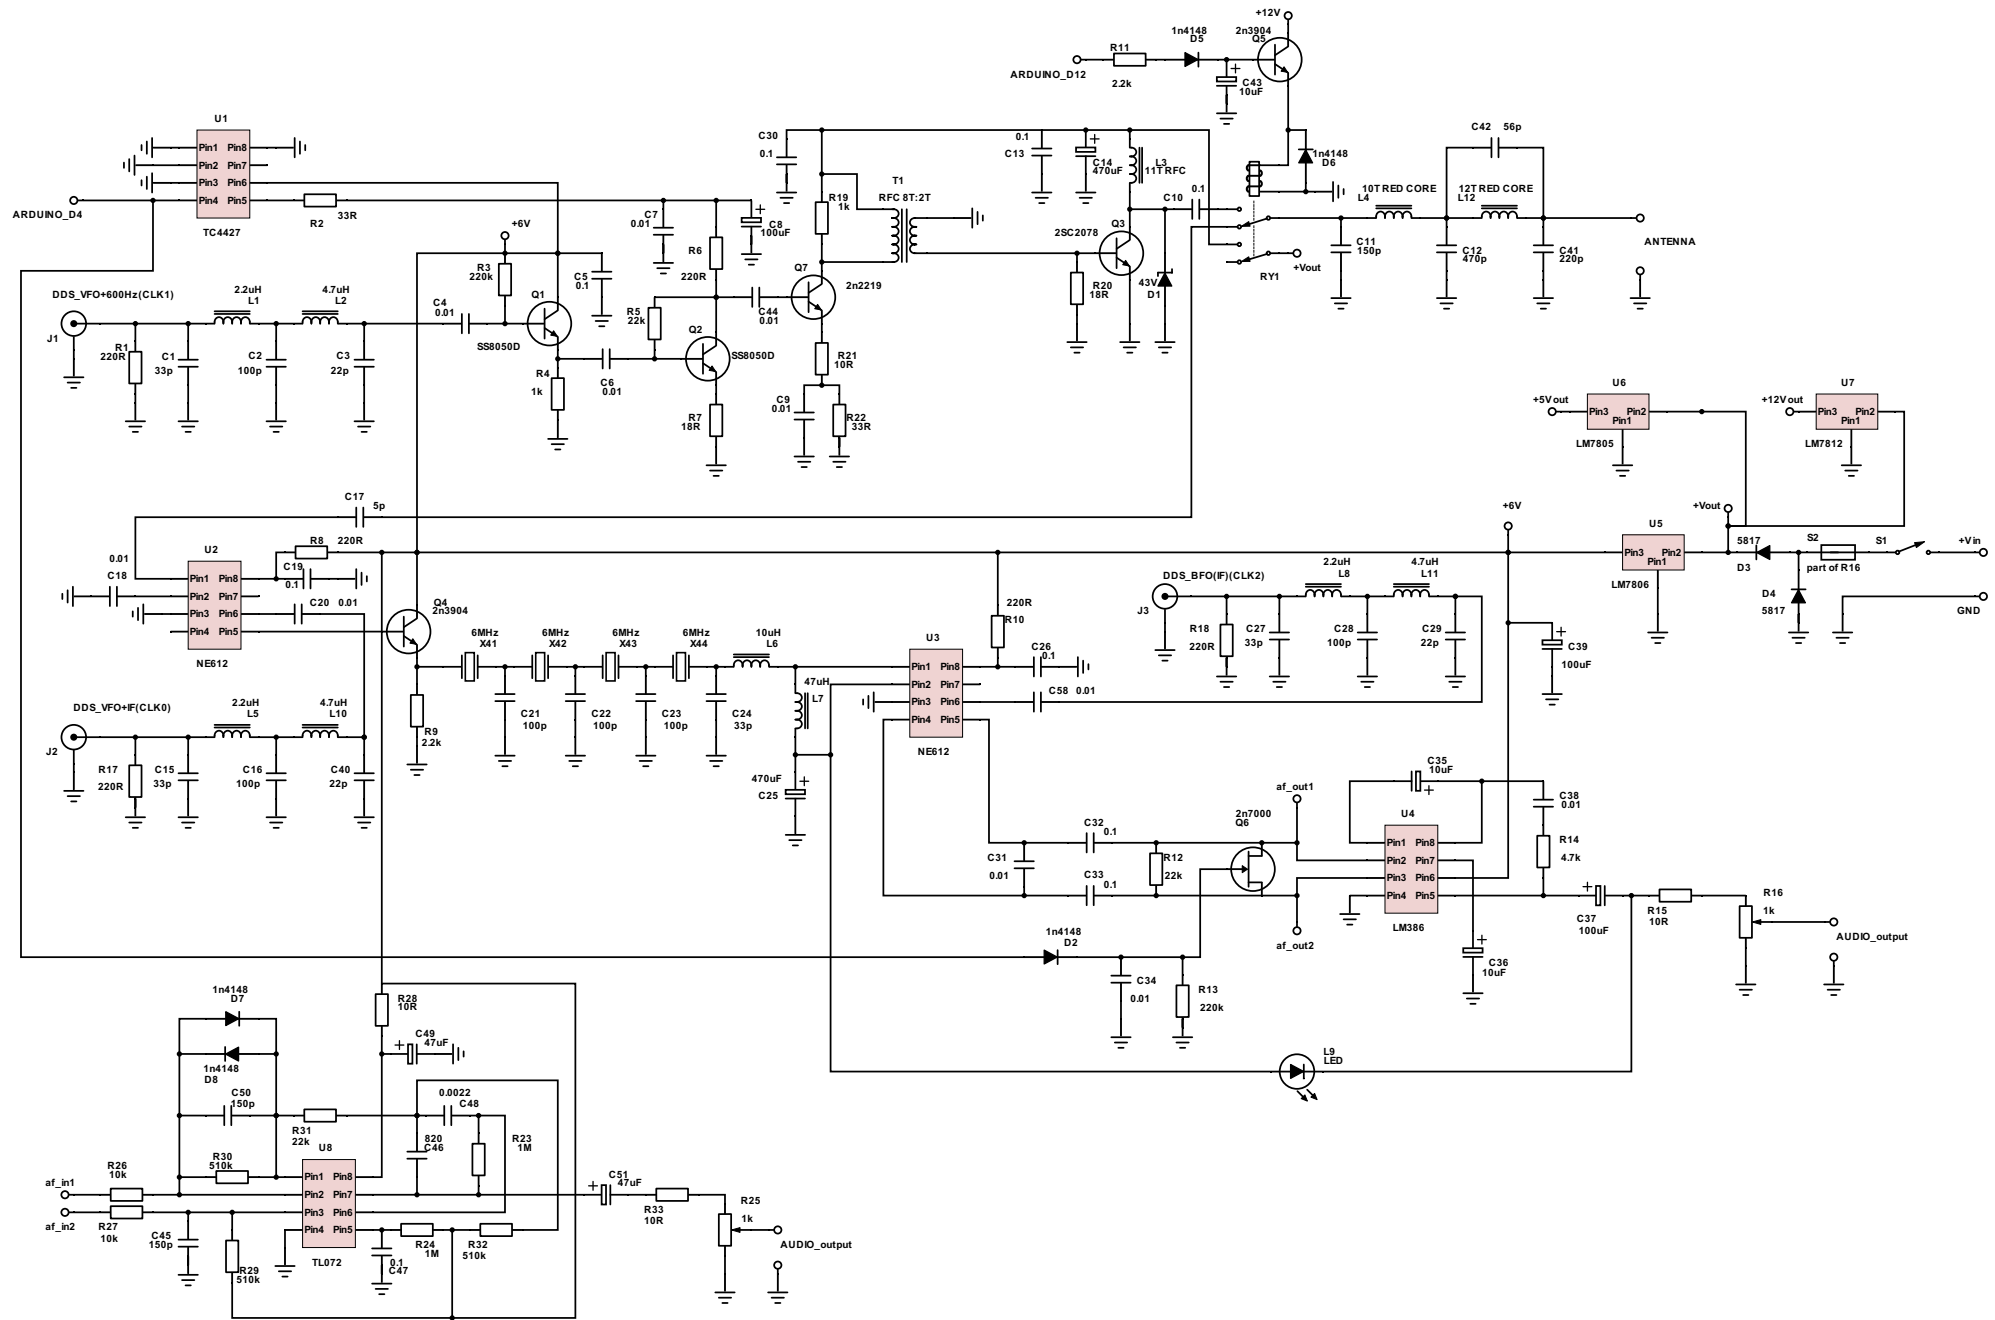 +12V
1n4148
D5
2n3904
Q5
R11
2.2k
ARDUINO_D12
+
C43
10uF
U1
Pin1
Pin8
Pin2
Pin7
Pin3
Pin6
Pin4
Pin5
TC4427
ARDUINO_D4
R2
33R
C30
0.1
0.1
C13
+
C14
470uF
L3
11T RFC
1n4148
D6
C42
56p
10T RED CORE
L4
12T RED CORE
L12
ANTENNA
T1
RFC 8T:2T
R19
1k
C7
0.01
+
C8
100uF
R6
220R
Q7
2n2219
2SC2078
Q3
C10
0.1
43V
D1
R20
18R
RY1
+Vout
C11
150p
C12
470p
C41
220p
+6V
R3
220k
C5
0.1
DDS_VFO+600Hz(CLK1)
2.2uH
L1
4.7uH
L2
J1
R1
220R
C1
33p
C2
100p
C3
22p
C4
0.01
Q1
SS8050D
R4
1k
C6
0.01
R5
22k
Q2
SS8050D
R7
18R
C44
0.01
R21
10R
C9
0.01
R22
33R
U6
+5Vout
Pin3
Pin2
Pin1
LM7805
U7
+12Vout
Pin3
Pin2
Pin1
LM7812
C17
5p
0.01
C18
U2
Pin1
Pin8
Pin2
Pin7
Pin3
Pin6
Pin4
Pin5
NE612
R8
220R
C19
0.1
C20
0.01
Q4
2n3904
+6V
U5
Pin3
Pin2
Pin1
LM7806
+Vout
5817
D3
D4
5817
S2
part of R16
S1
+Vin
GND
6MHz
X41
6MHz
X42
6MHz
X43
6MHz
X44
10uH
L6
C21
100p
C22
100p
C23
100p
C24
33p
47uH
L7
R9
2.2k
470uF
+
C25
U3
Pin1
Pin8
Pin2
Pin7
Pin3
Pin6
Pin4
Pin5
NE612
220R
R10
C26
0.1
C58
0.01
DDS_BFO(IF)(CLK2)
2.2uH
L8
4.7uH
L11
J3
R18
220R
C27
33p
C28
100p
C29
22p
+
C39
100uF
DDS_VFO+IF(CLK0)
2.2uH
L5
4.7uH
L10
J2
R17
220R
C15
33p
C16
100p
C40
22p
C31
0.01
C32
0.1
C33
0.1
R12
22k
2n7000
Q6
af_out1
af_out2
C35
10uF
+
U4
Pin1
Pin8
Pin2
Pin7
Pin3
Pin6
Pin4
Pin5
LM386
C38
0.01
R14
4.7k
+
C37
100uF
R15
10R
R16
1k
AUDIO_output
+
C36
10uF
1n4148
D2
C34
0.01
R13
220k
L9
LED
1n4148
D7
1n4148
D8
C50
150p
R30
510k
R31
22k
R28
10R
+
C49
47uF
0.0022
C48
820
C46
R23
1M
U8
Pin1
Pin8
Pin2
Pin7
Pin3
Pin6
Pin4
Pin5
TL072
af_in1
R26
10k
af_in2
R27
10k
C45
150p
R29
510k
0.1
C47
R24
1M
R32
510k
+
C51
47uF
R33
10R
R25
1k
AUDIO_output